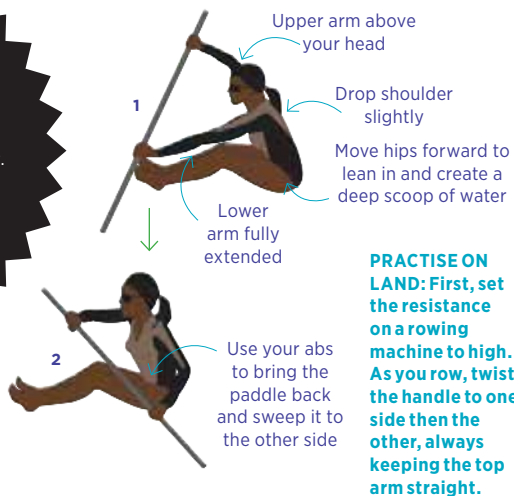 Upper arm above
your head
1
Drop shoulder
slightly
Move hips forward to
lean in and create a
deep scoop of water
Lower
arm fully
extended
2
Use your abs
to bring the
paddle back
and sweep it to
the other side
PRACTISE ON
LAND: First, set
the resistance
on a rowing
machine to high.
As you row, twist
the handle to one
side then the
other, always
keeping the top
arm straight.